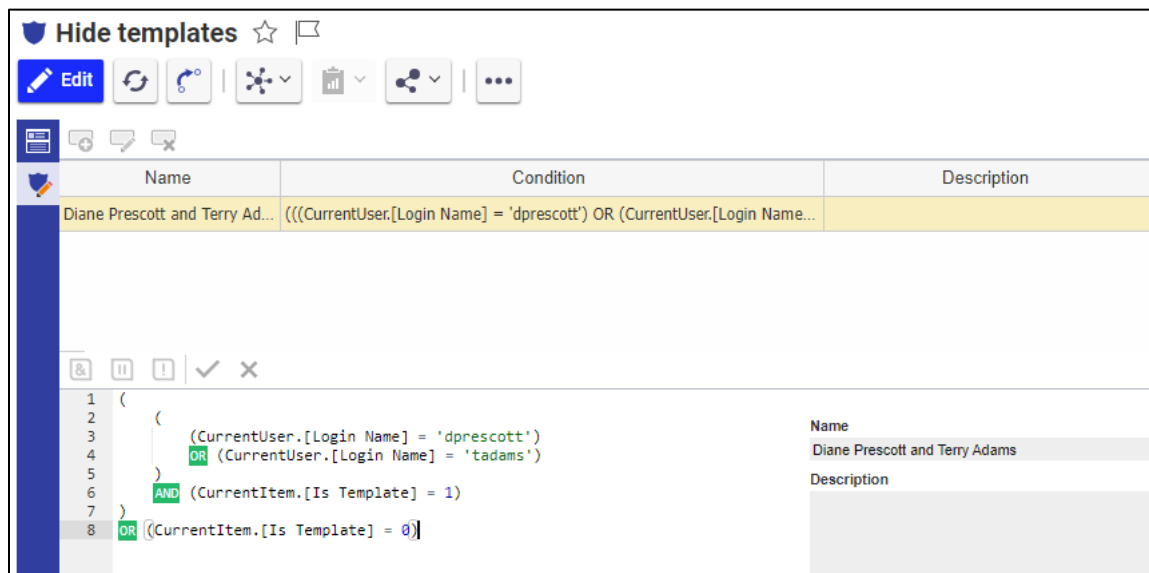 Hide templates
Edit
Name Condition Description
Diane Prescott and Terry Ad... (((CurrentUser.[Login Name] = 'dprescott') OR (CurrentUser.[Login Name...
1 (
2 (
3 (CurrentUser.[Login Name] = 'dprescott')
4 OR (CurrentUser.[Login Name] = 'tadams')
5 )
6 AND (CurrentItem.[Is Template] = 1)
7 )
8 OR (CurrentItem.[Is Template] = 0)
Name
Diane Prescott and Terry Adams
Description